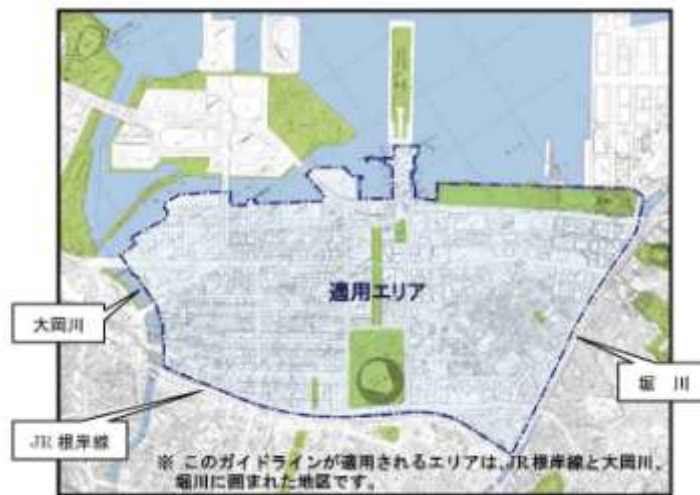 適用エリア
大岡川
堀　川
JR 根岸線
※ このガイドラインが適用されるエリアは、JR 根岸線と大岡川、
堀川に囲まれた地区です。